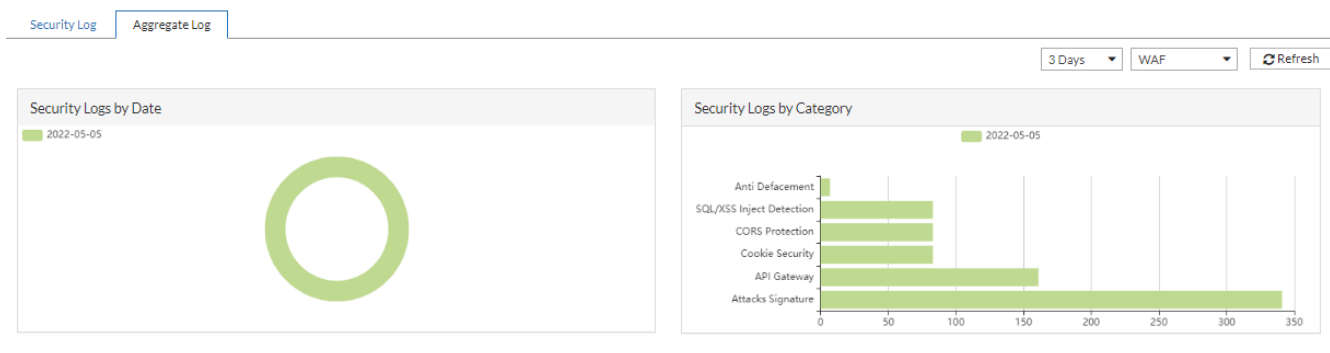 Security Log
Aggregate Log
3 Days
WAF
Refresh
Security Logs by Date
2022-05-05
Security Logs by Category
2022-05-05
Anti Defacement
SQL/XSS Inject Detection
CORS Protection
Cookie Security
API Gateway
Attacks Signature
0 50 100 150 200 250 300 350